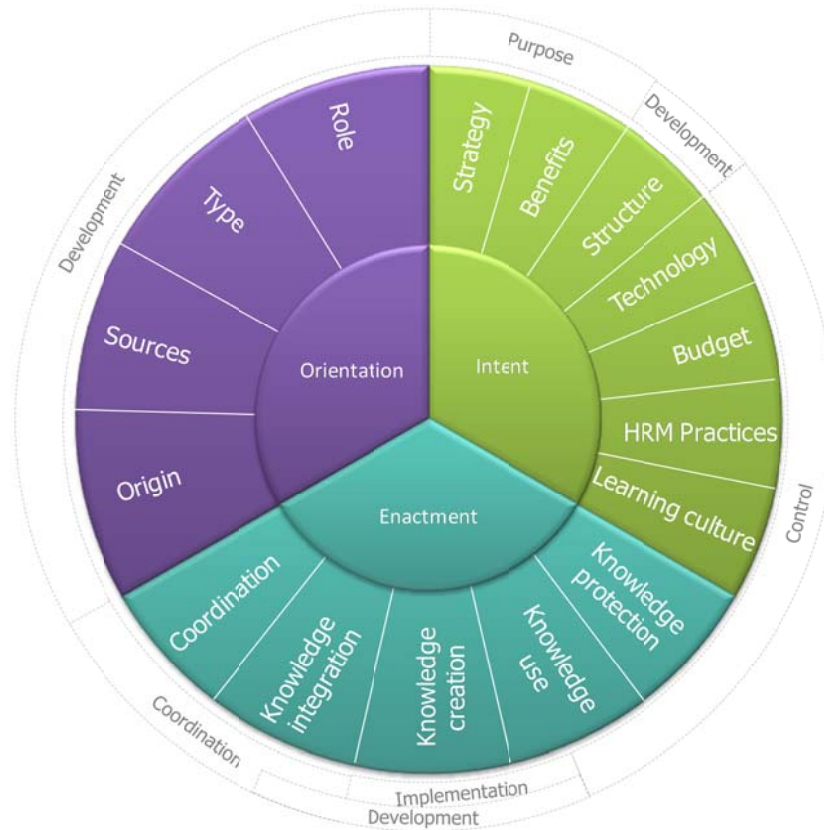 Purpose
Development
Control
Implementation
Development
Coordination
Development
Role
Type
Sources
Origin
Orientation
Strategy
Benefits
Structure
Technology
Budget
HRM Practices
Learning culture
Intent
Enactment
Knowledge
protection
Knowledge
use
Knowledge
creation
Knowledge
integration
Coordination